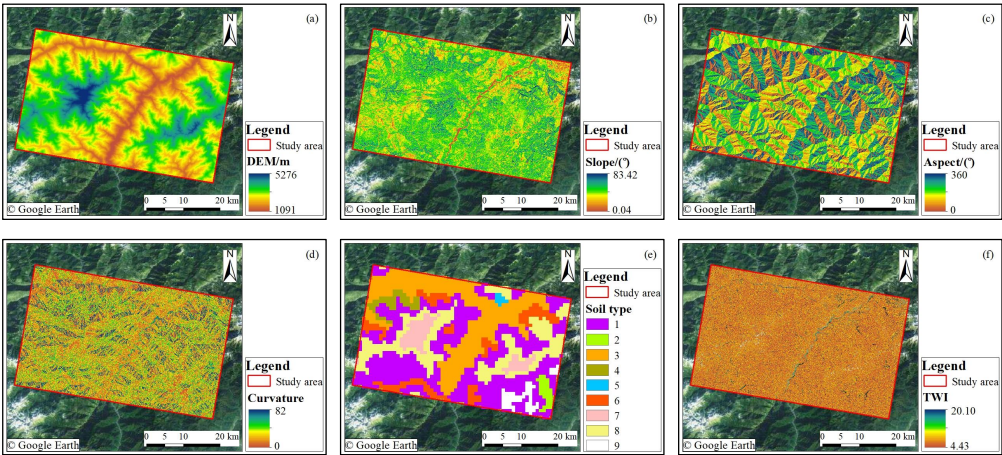 N
(a)
Legend
Study area
DEM/m
5276
1091
0 5 10 20 km
© Google Earth
N
(b)
Legend
Study area
Slope/(°)
83.42
0.04
0 5 10 20 km
© Google Earth
N
(c)
Legend
Study area
Aspect/(°)
360
0
0 5 10 20 km
© Google Earth
N
(d)
Legend
Study area
Curvature
82
0
0 5 10 20 km
© Google Earth
N
(e)
Legend
Study area
Soil type
1
2
3
4
5
6
7
8
9
0 5 10 20 km
© Google Earth
N
(f)
Legend
Study area
TWI
20.10
4.43
0 5 10 20 km
© Google Earth